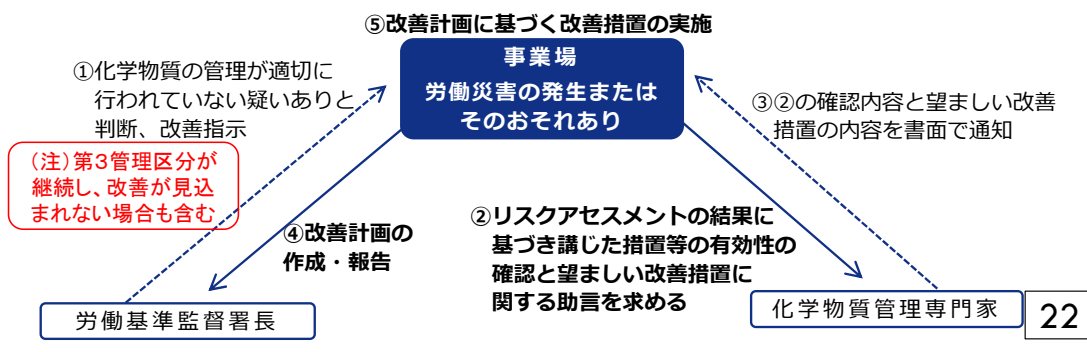 ⑤改善計画に基づく改善措置の実施
事業場
労働災害の発生または
そのおそれあり
①化学物質の管理が適切に
行われていない疑いありと
判断、改善指示
(注)第3管理区分が
継続し、改善が見込
まれない場合も含む
③②の確認内容と望ましい改善
措置の内容を書面で通知
④改善計画の
作成・報告
②リスクアセスメントの結果に
基づき講じた措置等の有効性の
確認と望ましい改善措置に
関する助言を求める
労働基準監督署長
化学物質管理専門家
22